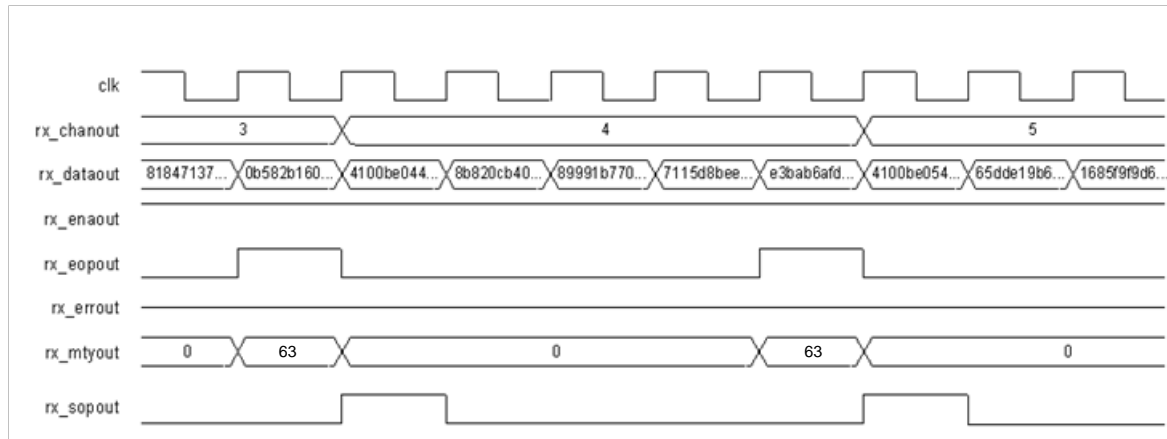 clk
rx_chanout 3 4 5
rx_dataout 81847137... 0b582b160... 4100be044... 8b820cb40... 89991b770... 7115d8bee... e3bab6afd... 4100be054... 65dde19b6... 1685f9f9d6...
rx_enaout
rx_eopout
rx_errout
rx_mtyout 0 63 0 63 0
rx_sopout